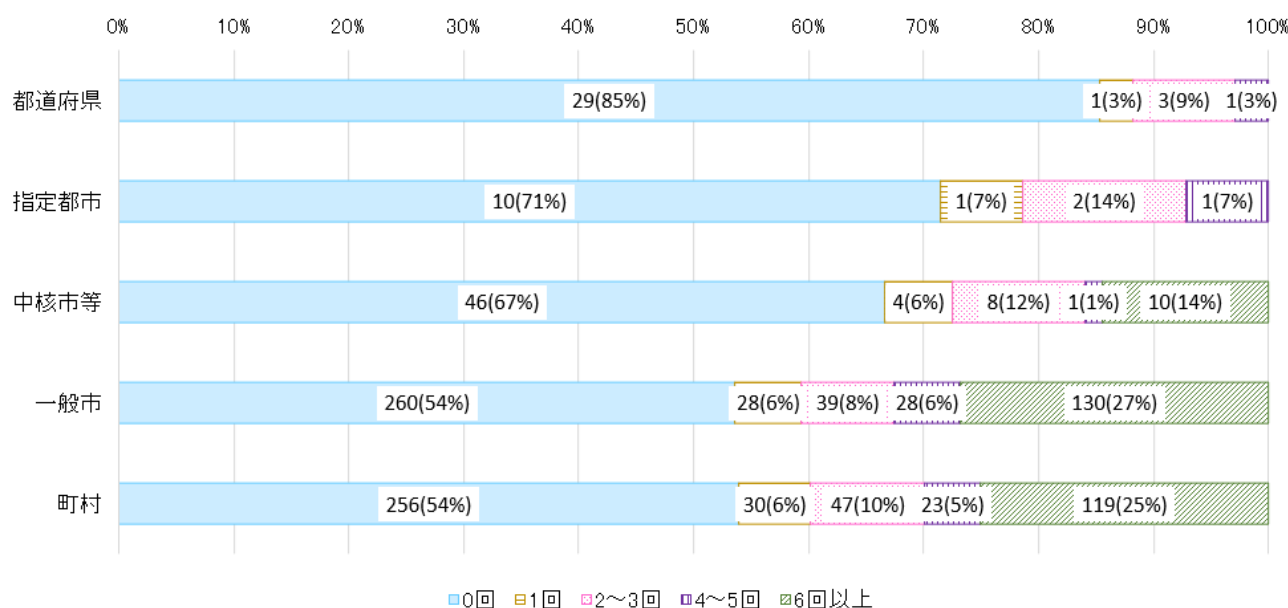 0% 10% 20% 30% 40% 50% 60% 70% 80% 90% 100%
都道府県 29(85%) 1(3%) 3(9%) 1(3%)
指定都市 10(71%) 1(7%) 2(14%) 1(7%)
中核市等 46(67%) 4(6%) 8(12%) 1(1%) 10(14%)
一般市 260(54%) 28(6%) 39(8%) 28(6%) 130(27%)
町村 256(54%) 30(6%) 47(10%) 23(5%) 119(25%)
0回 1回 2～3回 4～5回 6回以上